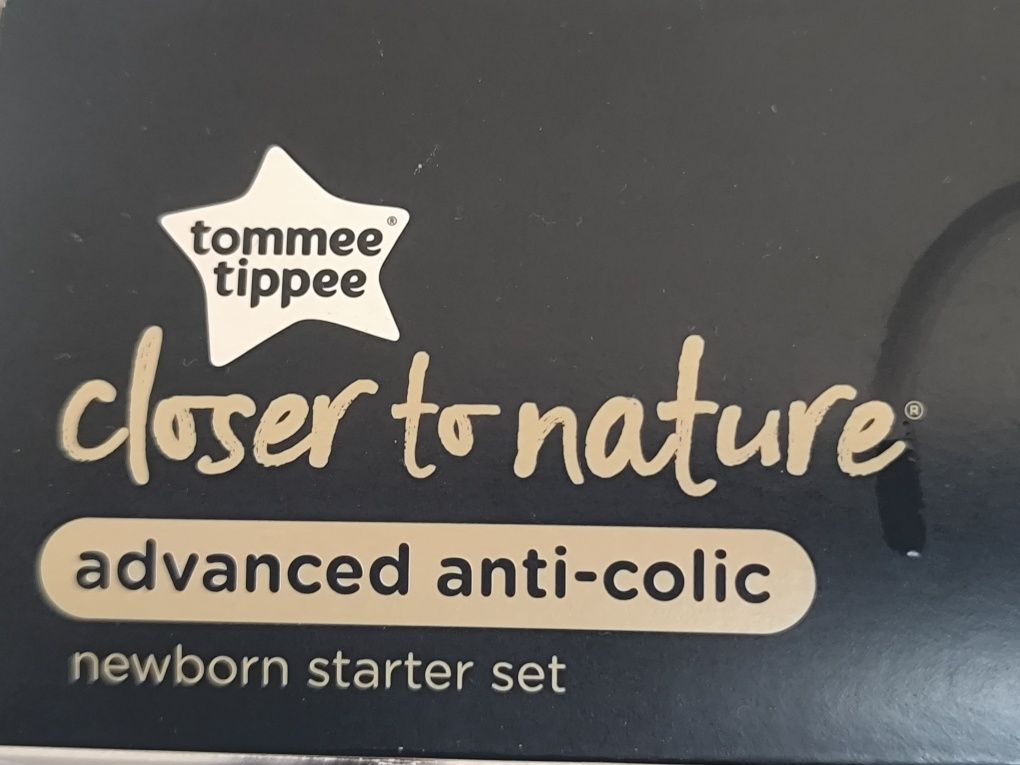 tommee®
tippee
closer to nature®
advanced anti-colic
newborn starter set